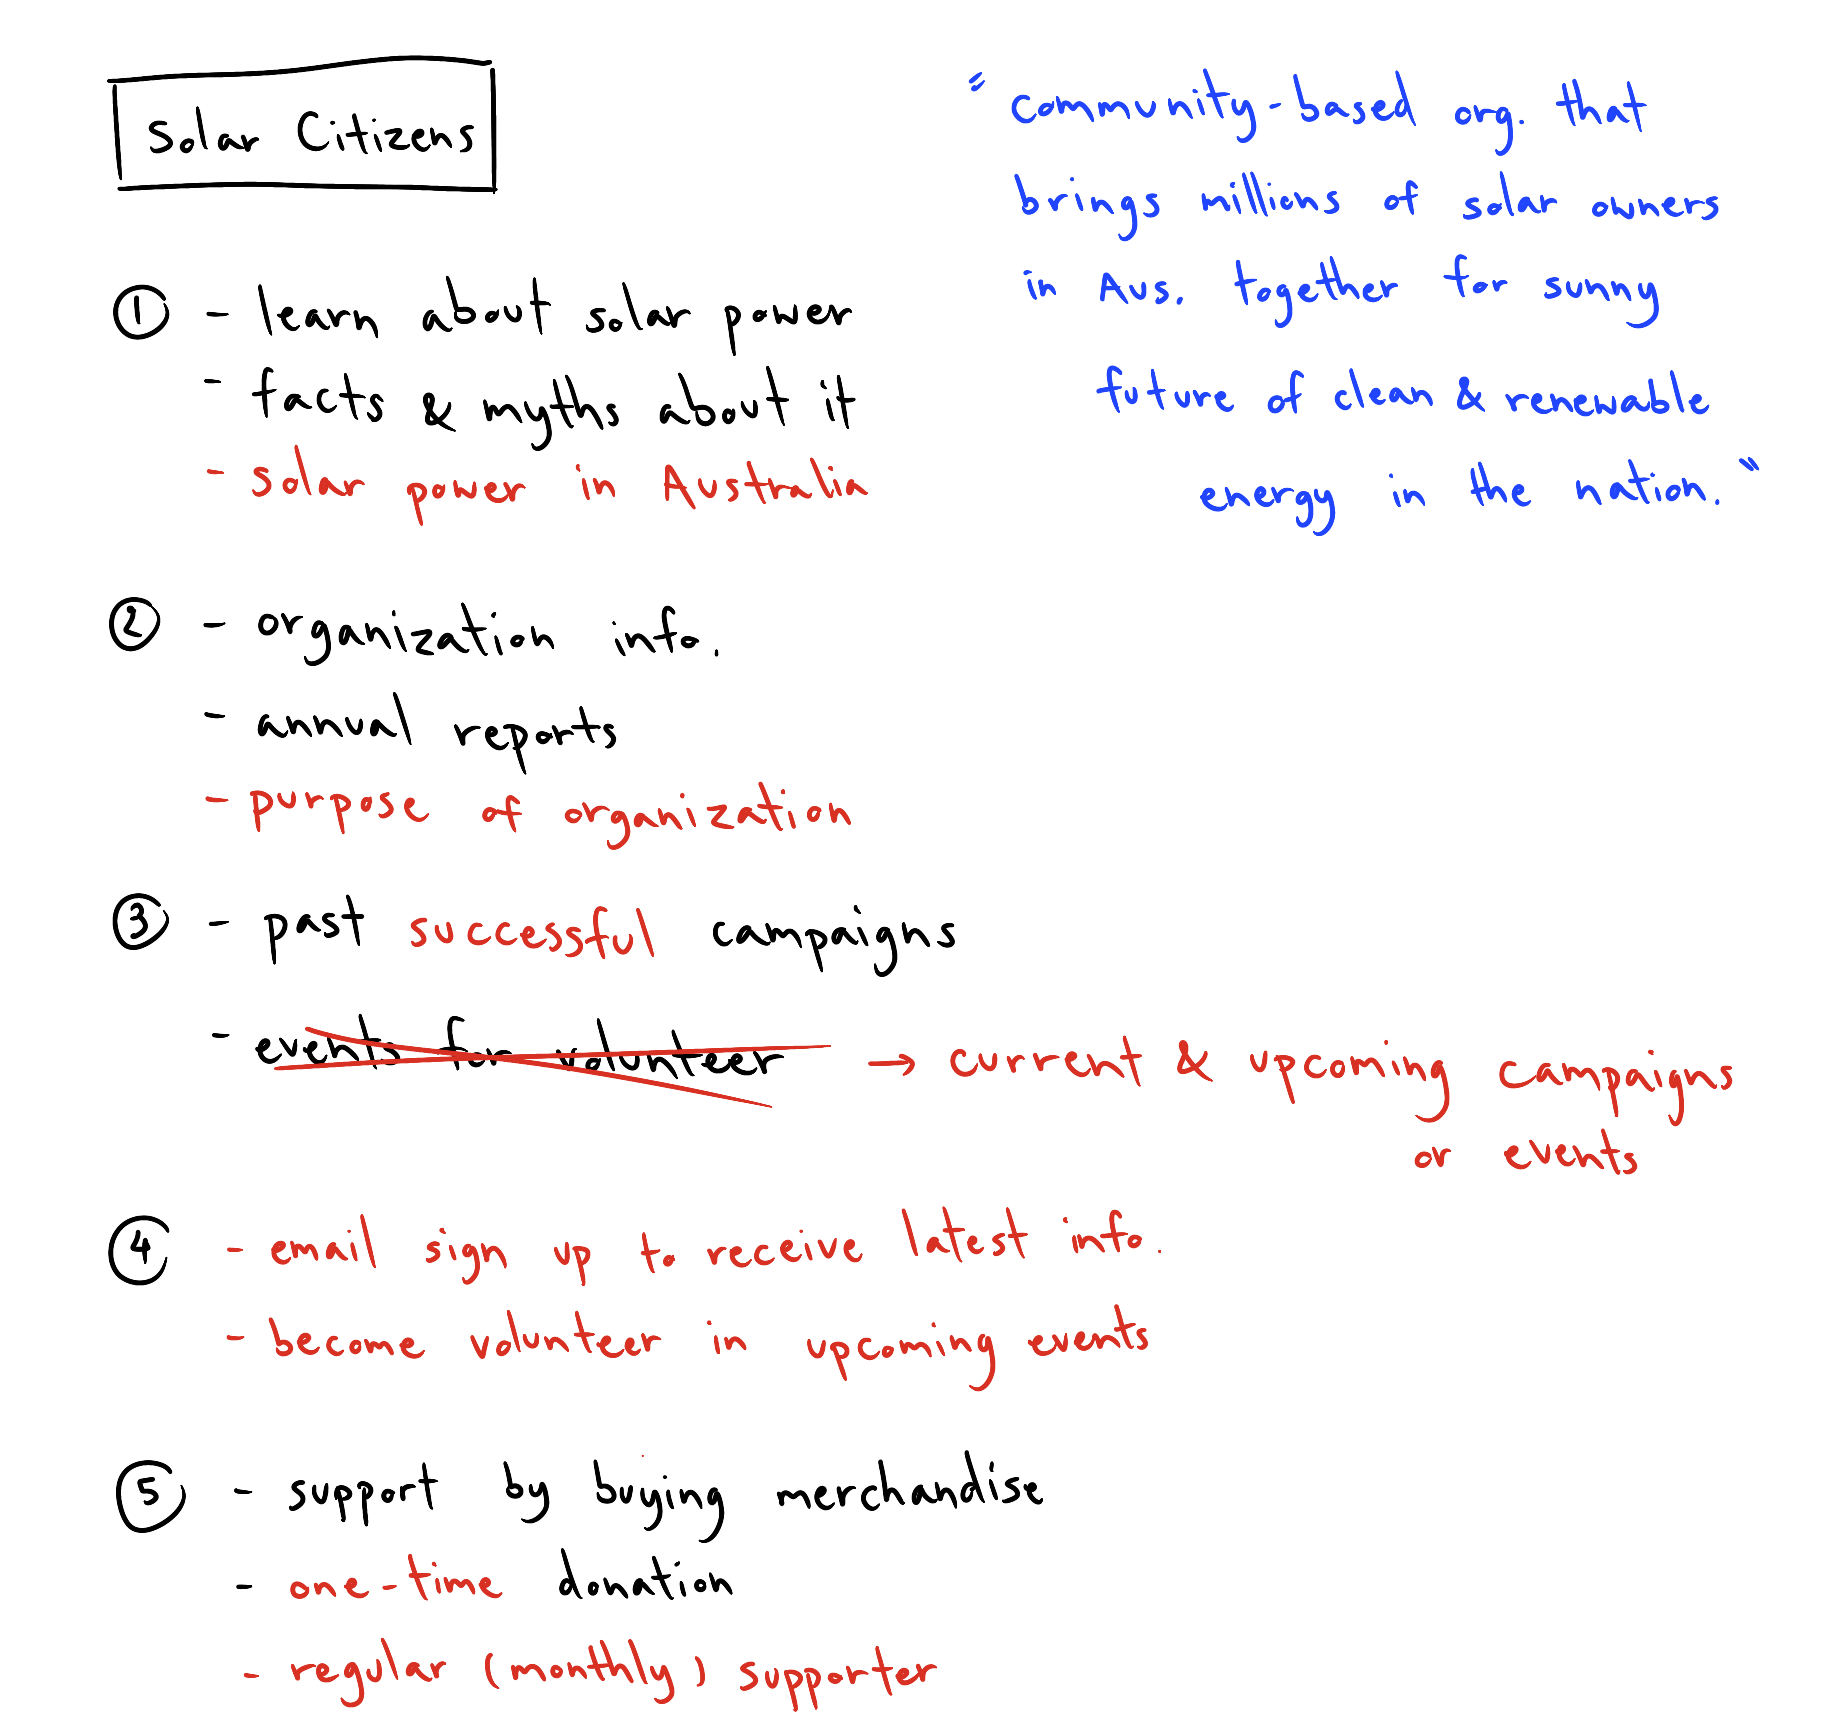 Solar Citizens
"community-based org. that
brings millions of solar owners
in Aus. together for sunny
future of clean & renewable
energy in the nation."
① - learn about solar power
- facts & myths about it
- solar power in Australia
② - organization info.
- annual reports
- purpose of organization
③ - past successful campaigns
- events for volunteer → current & upcoming campaigns
or events
④ - email sign up to receive latest info.
- become volunteer in upcoming events
⑤ - support by buying merchandise
- one-time donation
- regular (monthly) supporter